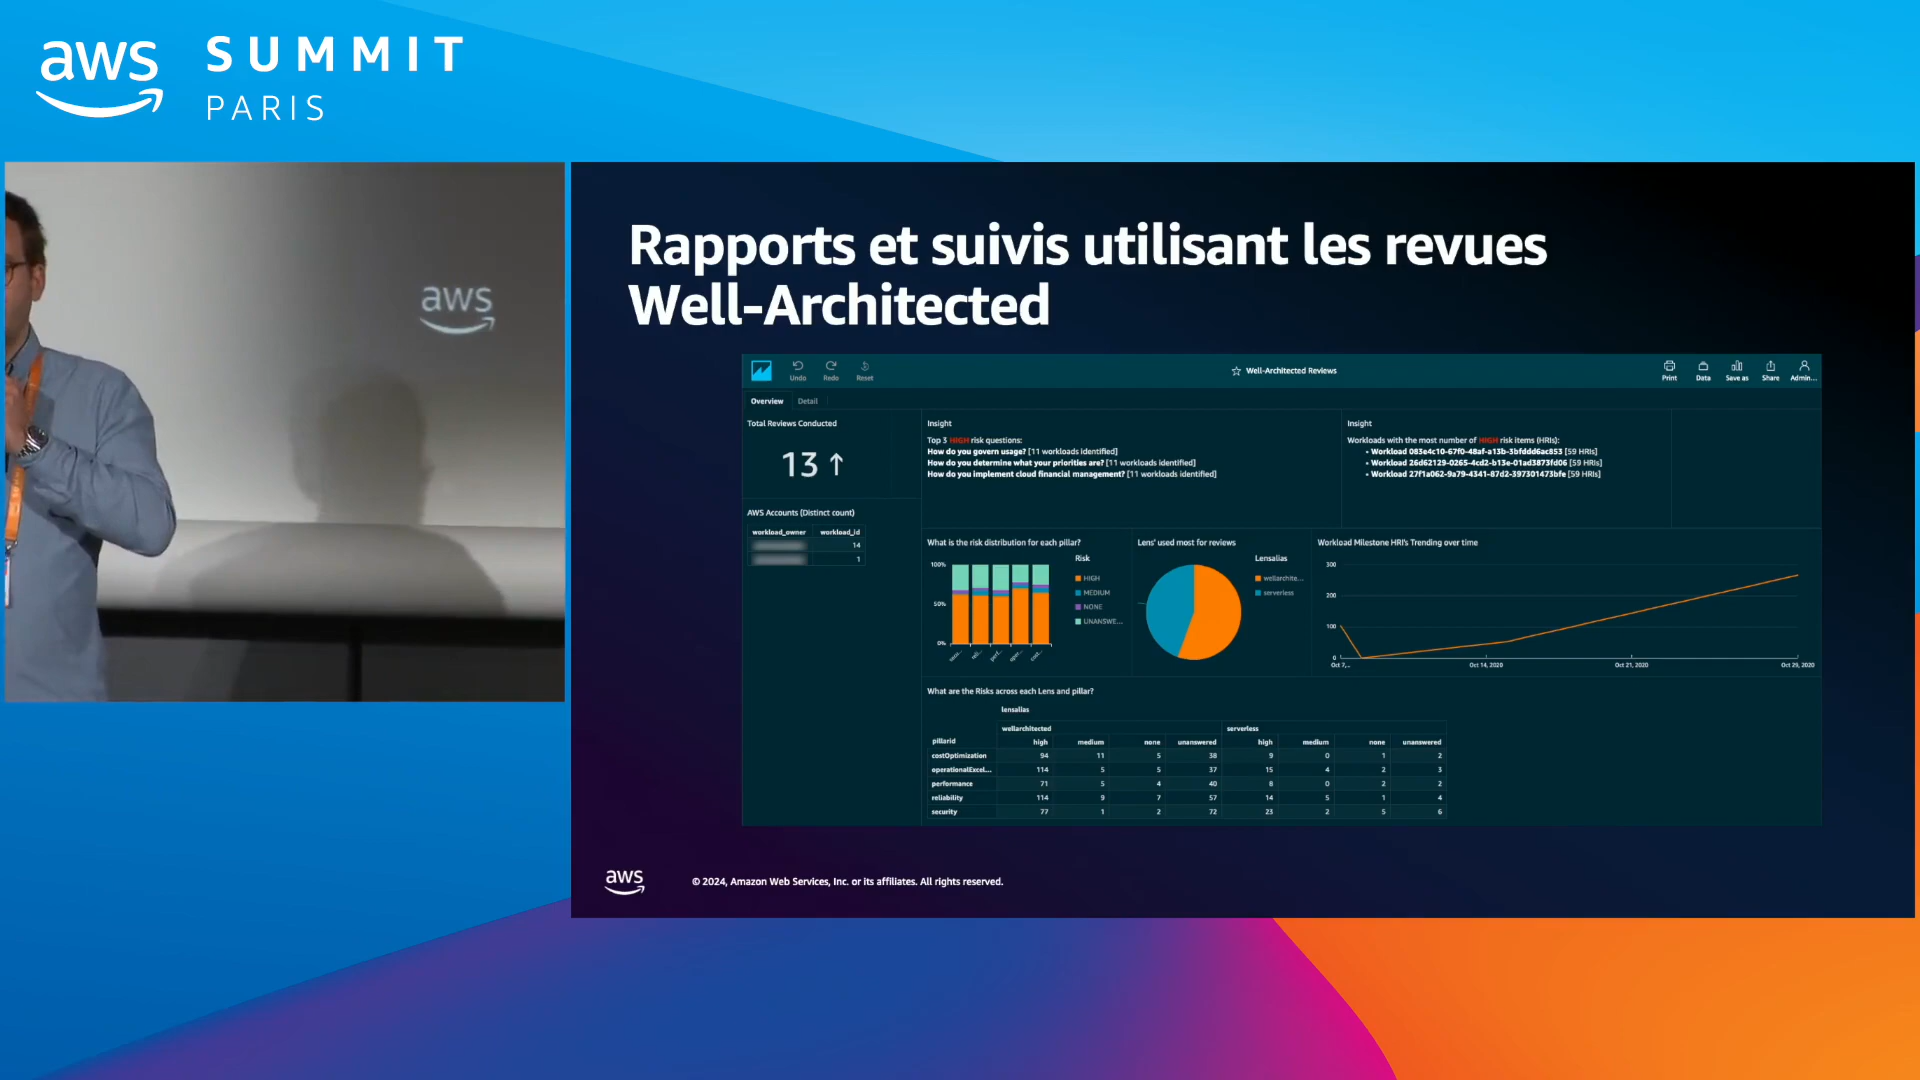 aws
SUMMIT
PARIS
aws
Rapports et suivis utilisant les revues
Well-Architected
Undo
Redo
Reset
Well-Architected Reviews
Print
Data
Save as
Share
Admin...
Overview
Detail
Total Reviews Conducted
13 ↑
AWS Accounts (Distinct count)
workload_owner workload_id
14
1
Insight
Top 3 HIGH risk questions:
How do you govern usage? [11 workloads identified]
How do you determine what your priorities are? [11 workloads identified]
How do you implement cloud financial management? [11 workloads identified]
Insight
Workloads with the most number of HIGH risk items (HRIs):
• Workload 083e4c10-67f0-48af-a13b-3bfddd6ac853 [59 HRIs]
• Workload 26d62129-0265-4cd2-b13e-01ad3873fd06 [59 HRIs]
• Workload 27f1a062-9a79-4341-87d2-397301473bfe [59 HRIs]
What is the risk distribution for each pillar?
100%
50%
0%
Risk
HIGH
MEDIUM
NONE
UNANSWE...
Lens' used most for reviews
Lensalias
wellarchite...
serverless
Workload Milestone HRI's Trending over time
300
200
100
0
Oct 7,...
Oct 14, 2020
Oct 21, 2020
Oct 29, 2020
What are the Risks across each Lens and pillar?
lensalias
wellarchitected serverless
pillarid high medium none unanswered high medium none unanswered
costOptimization 94 11 5 38 9 0 1 2
operationalExcel... 114 5 5 37 15 4 2 3
performance 71 5 4 40 8 0 2 2
reliability 114 9 7 57 14 5 1 4
security 77 1 2 72 23 2 5 6
aws
© 2024, Amazon Web Services, Inc. or its affiliates. All rights reserved.